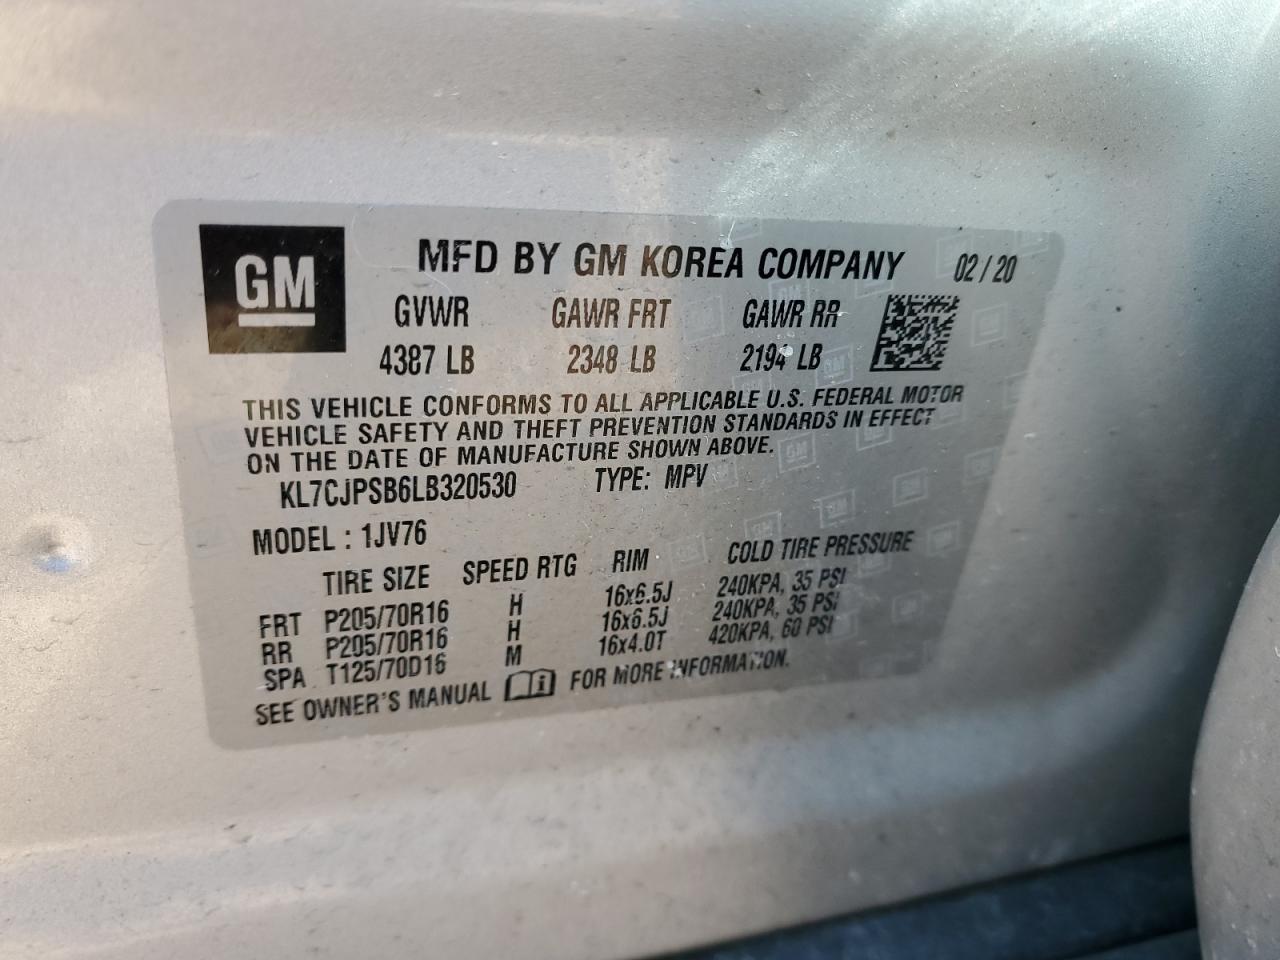 GM
MFD BY GM KOREA COMPANY 02/20
GVWR GAWR FRT GAWR RR
4387 LB 2348 LB 2194 LB
THIS VEHICLE CONFORMS TO ALL APPLICABLE U.S. FEDERAL MOTOR
VEHICLE SAFETY AND THEFT PREVENTION STANDARDS IN EFFECT
ON THE DATE OF MANUFACTURE SHOWN ABOVE.
KL7CJPSB6LB320530 TYPE: MPV
MODEL : 1JV76
TIRE SIZE SPEED RTG RIM COLD TIRE PRESSURE
FRT P205/70R16 H 16x6.5J 240KPA, 35 PSI
RR P205/70R16 H 16x6.5J 240KPA, 35 PSI
SPA T125/70D16 M 16x4.0T 420KPA, 60 PSI
SEE OWNER'S MANUAL i FOR MORE INFORMATION.